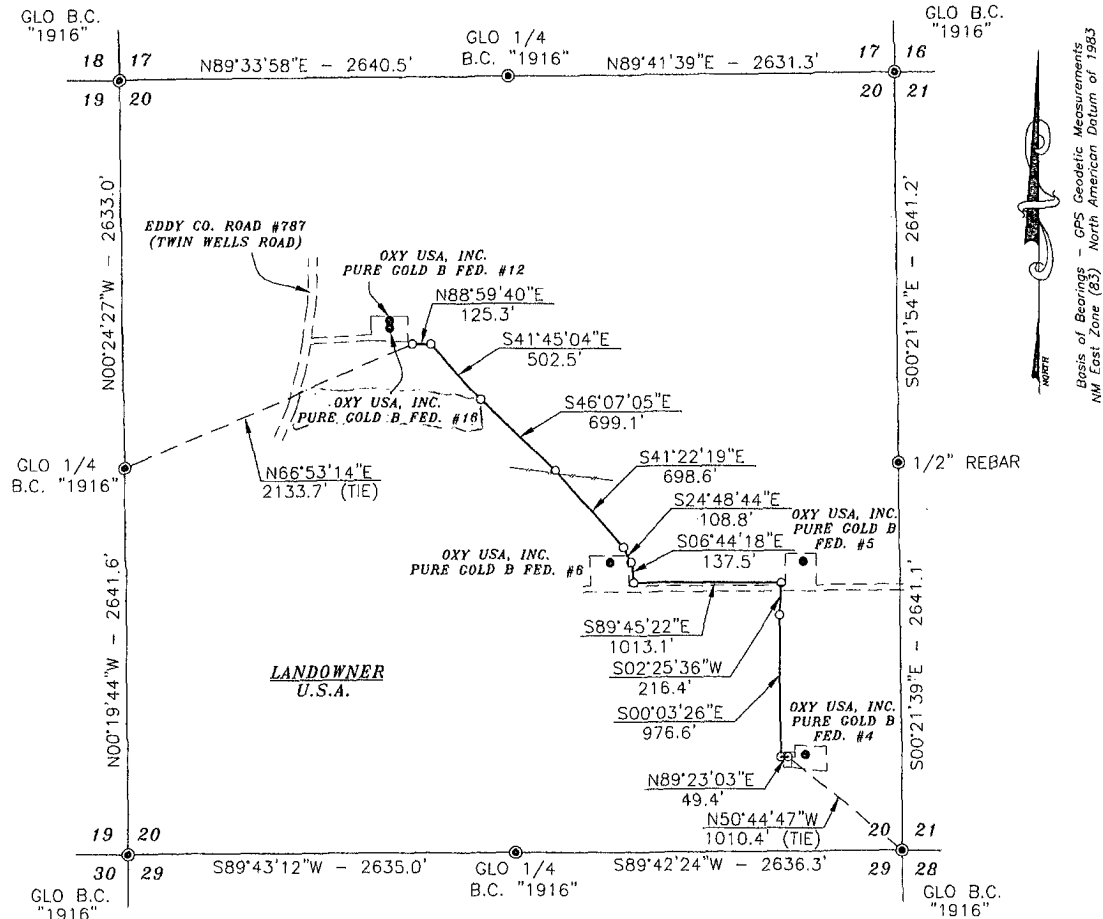 GLO B.C.
"1916"
GLO 1/4
B.C. "1916"
GLO B.C.
"1916"
18 17
N89°33'58"E - 2640.5'
N89°41'39"E - 2631.3'
17 16
19 20
20 21
N00°24'27"W - 2633.0'
S00°21'54"E - 2641.2'
Basis of Bearings - GPS Geodetic Measurements
NM East Zone (83) North American Datum of 1983
NORTH
EDDY CO. ROAD #787
(TWIN WELLS ROAD)
OXY USA, INC.
PURE GOLD B FED. #12
N88°59'40"E
125.3'
S41°45'04"E
502.5'
OXY USA, INC.
PURE GOLD B FED. #16
S46°07'05"E
699.1'
GLO 1/4
B.C. "1916"
N66°53'14"E
2133.7' (TIE)
S41°22'19"E
698.6'
1/2" REBAR
S24°48'44"E
108.8'
OXY USA, INC.
PURE GOLD B
FED. #5
S06°44'18"E
137.5'
OXY USA, INC.
PURE GOLD B FED. #6
N00°19'44"W - 2641.6'
S00°21'39"E - 2641.1'
S89°45'22"E
1013.1'
S02°25'36"W
216.4'
LANDOWNER
U.S.A.
S00°03'26"E
976.6'
OXY USA, INC.
PURE GOLD B
FED. #4
N89°23'03"E
49.4'
N50°44'47"W
1010.4' (TIE)
19 20
20 21
30 29
S89°43'12"W - 2635.0'
GLO 1/4
B.C. "1916"
S89°42'24"W - 2636.3'
29 28
GLO B.C.
"1916"
GLO B.C.
"1916"